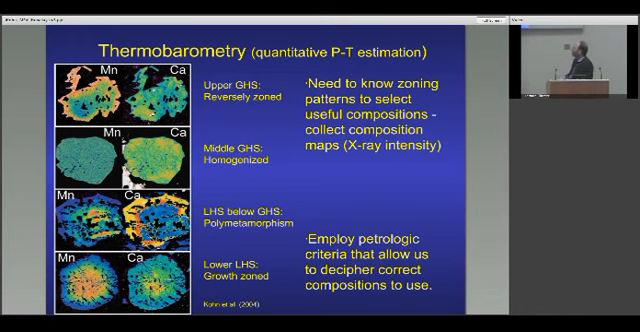 Thermobarometry (quantitative P-T estimation)
Mn Ca
Upper GHS:
Reversely zoned
·Need to know zoning
patterns to select
useful compositions -
collect composition
maps (X-ray intensity)
Mn Ca
Middle GHS:
Homogenized
Mn Ca
LHS below GHS:
Polymetamorphism
·Employ petrologic
criteria that allow us
to decipher correct
compositions to use.
Mn Ca
Lower LHS:
Growth zoned
Kohn et al. (2004)